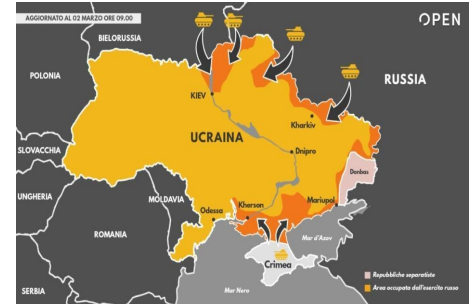 AGGIORNATO AL 02 MARZO ORE 09.00
OPEN
BIELORUSSIA
POLONIA
RUSSIA
KIEV
Kharkiv
UCRAINA
SLOVACCHIA
Dnipro
Donbas
UNGHERIA
MOLDAVIA
Kherson
Mariupol
Odessa
ROMANIA
Mar d'Azov
Crimea
SERBIA
Mar Nero
Repubbliche separatiste
Area occupata dall'esercito russo